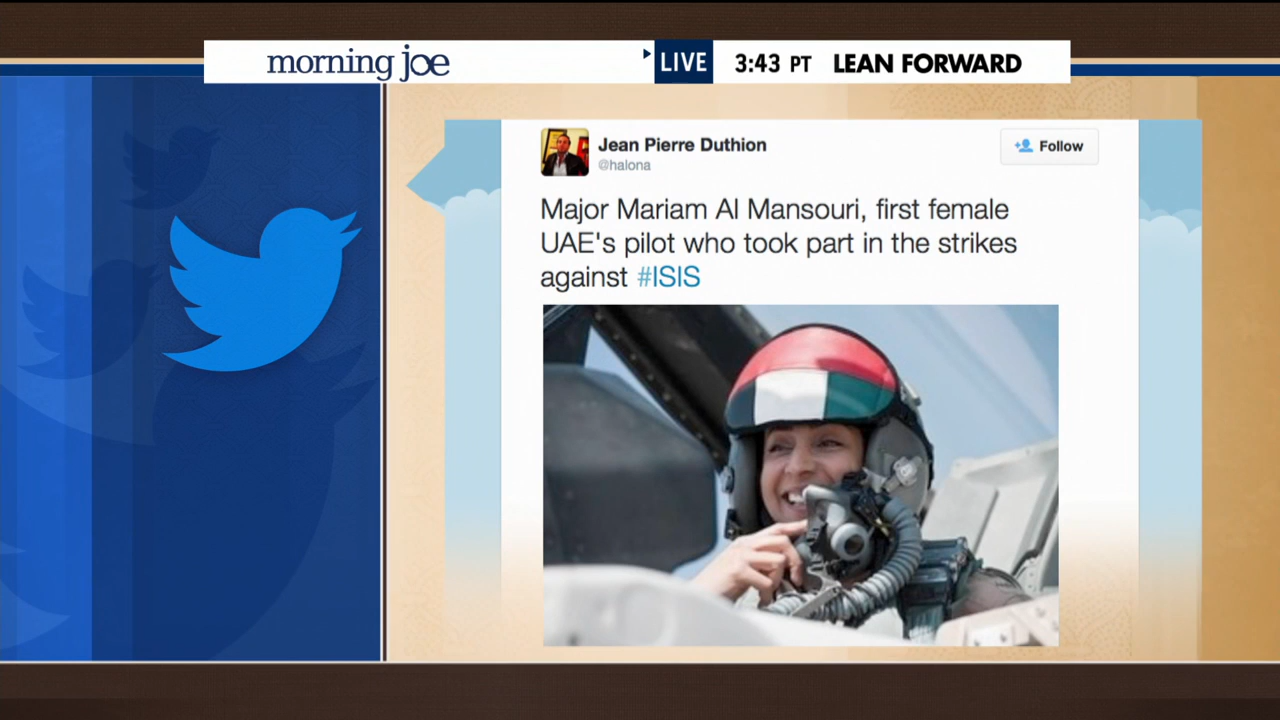 morning joe
LIVE 3:43 PT LEAN FORWARD
Jean Pierre Duthion
@halona
Follow
Major Mariam Al Mansouri, first female
UAE's pilot who took part in the strikes
against #ISIS